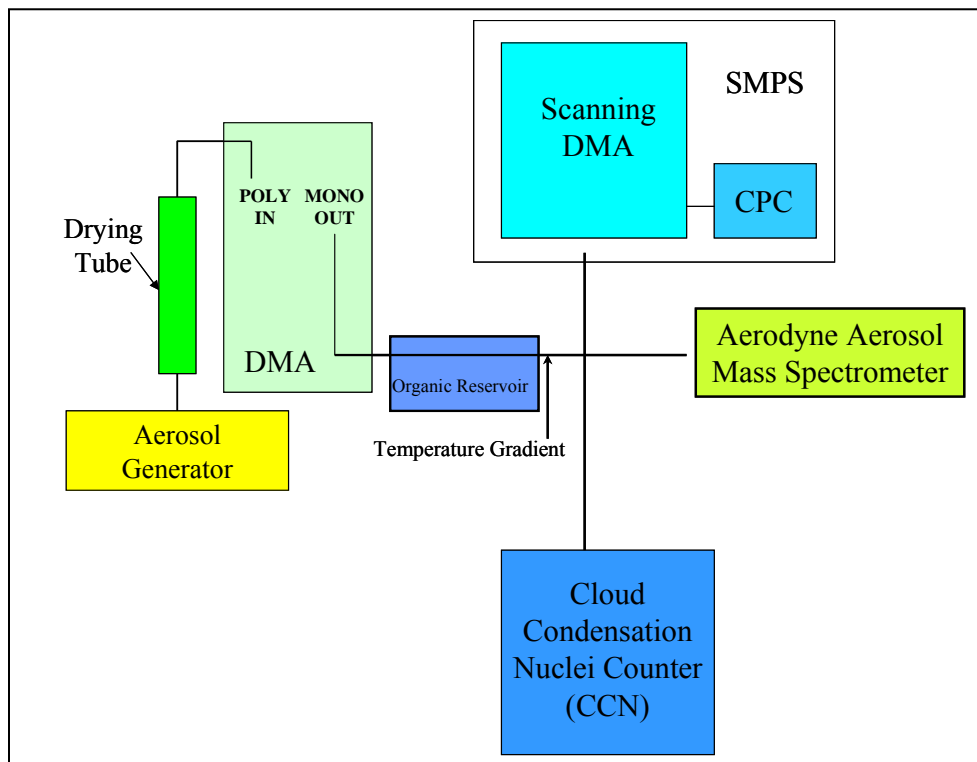 Drying
Tube
Aerosol
Generator
POLY
IN
MONO
OUT
DMA
Organic Reservoir
Temperature Gradient
Scanning
DMA
SMPS
CPC
Aerodyne Aerosol
Mass Spectrometer
Cloud
Condensation
Nuclei Counter
(CCN)